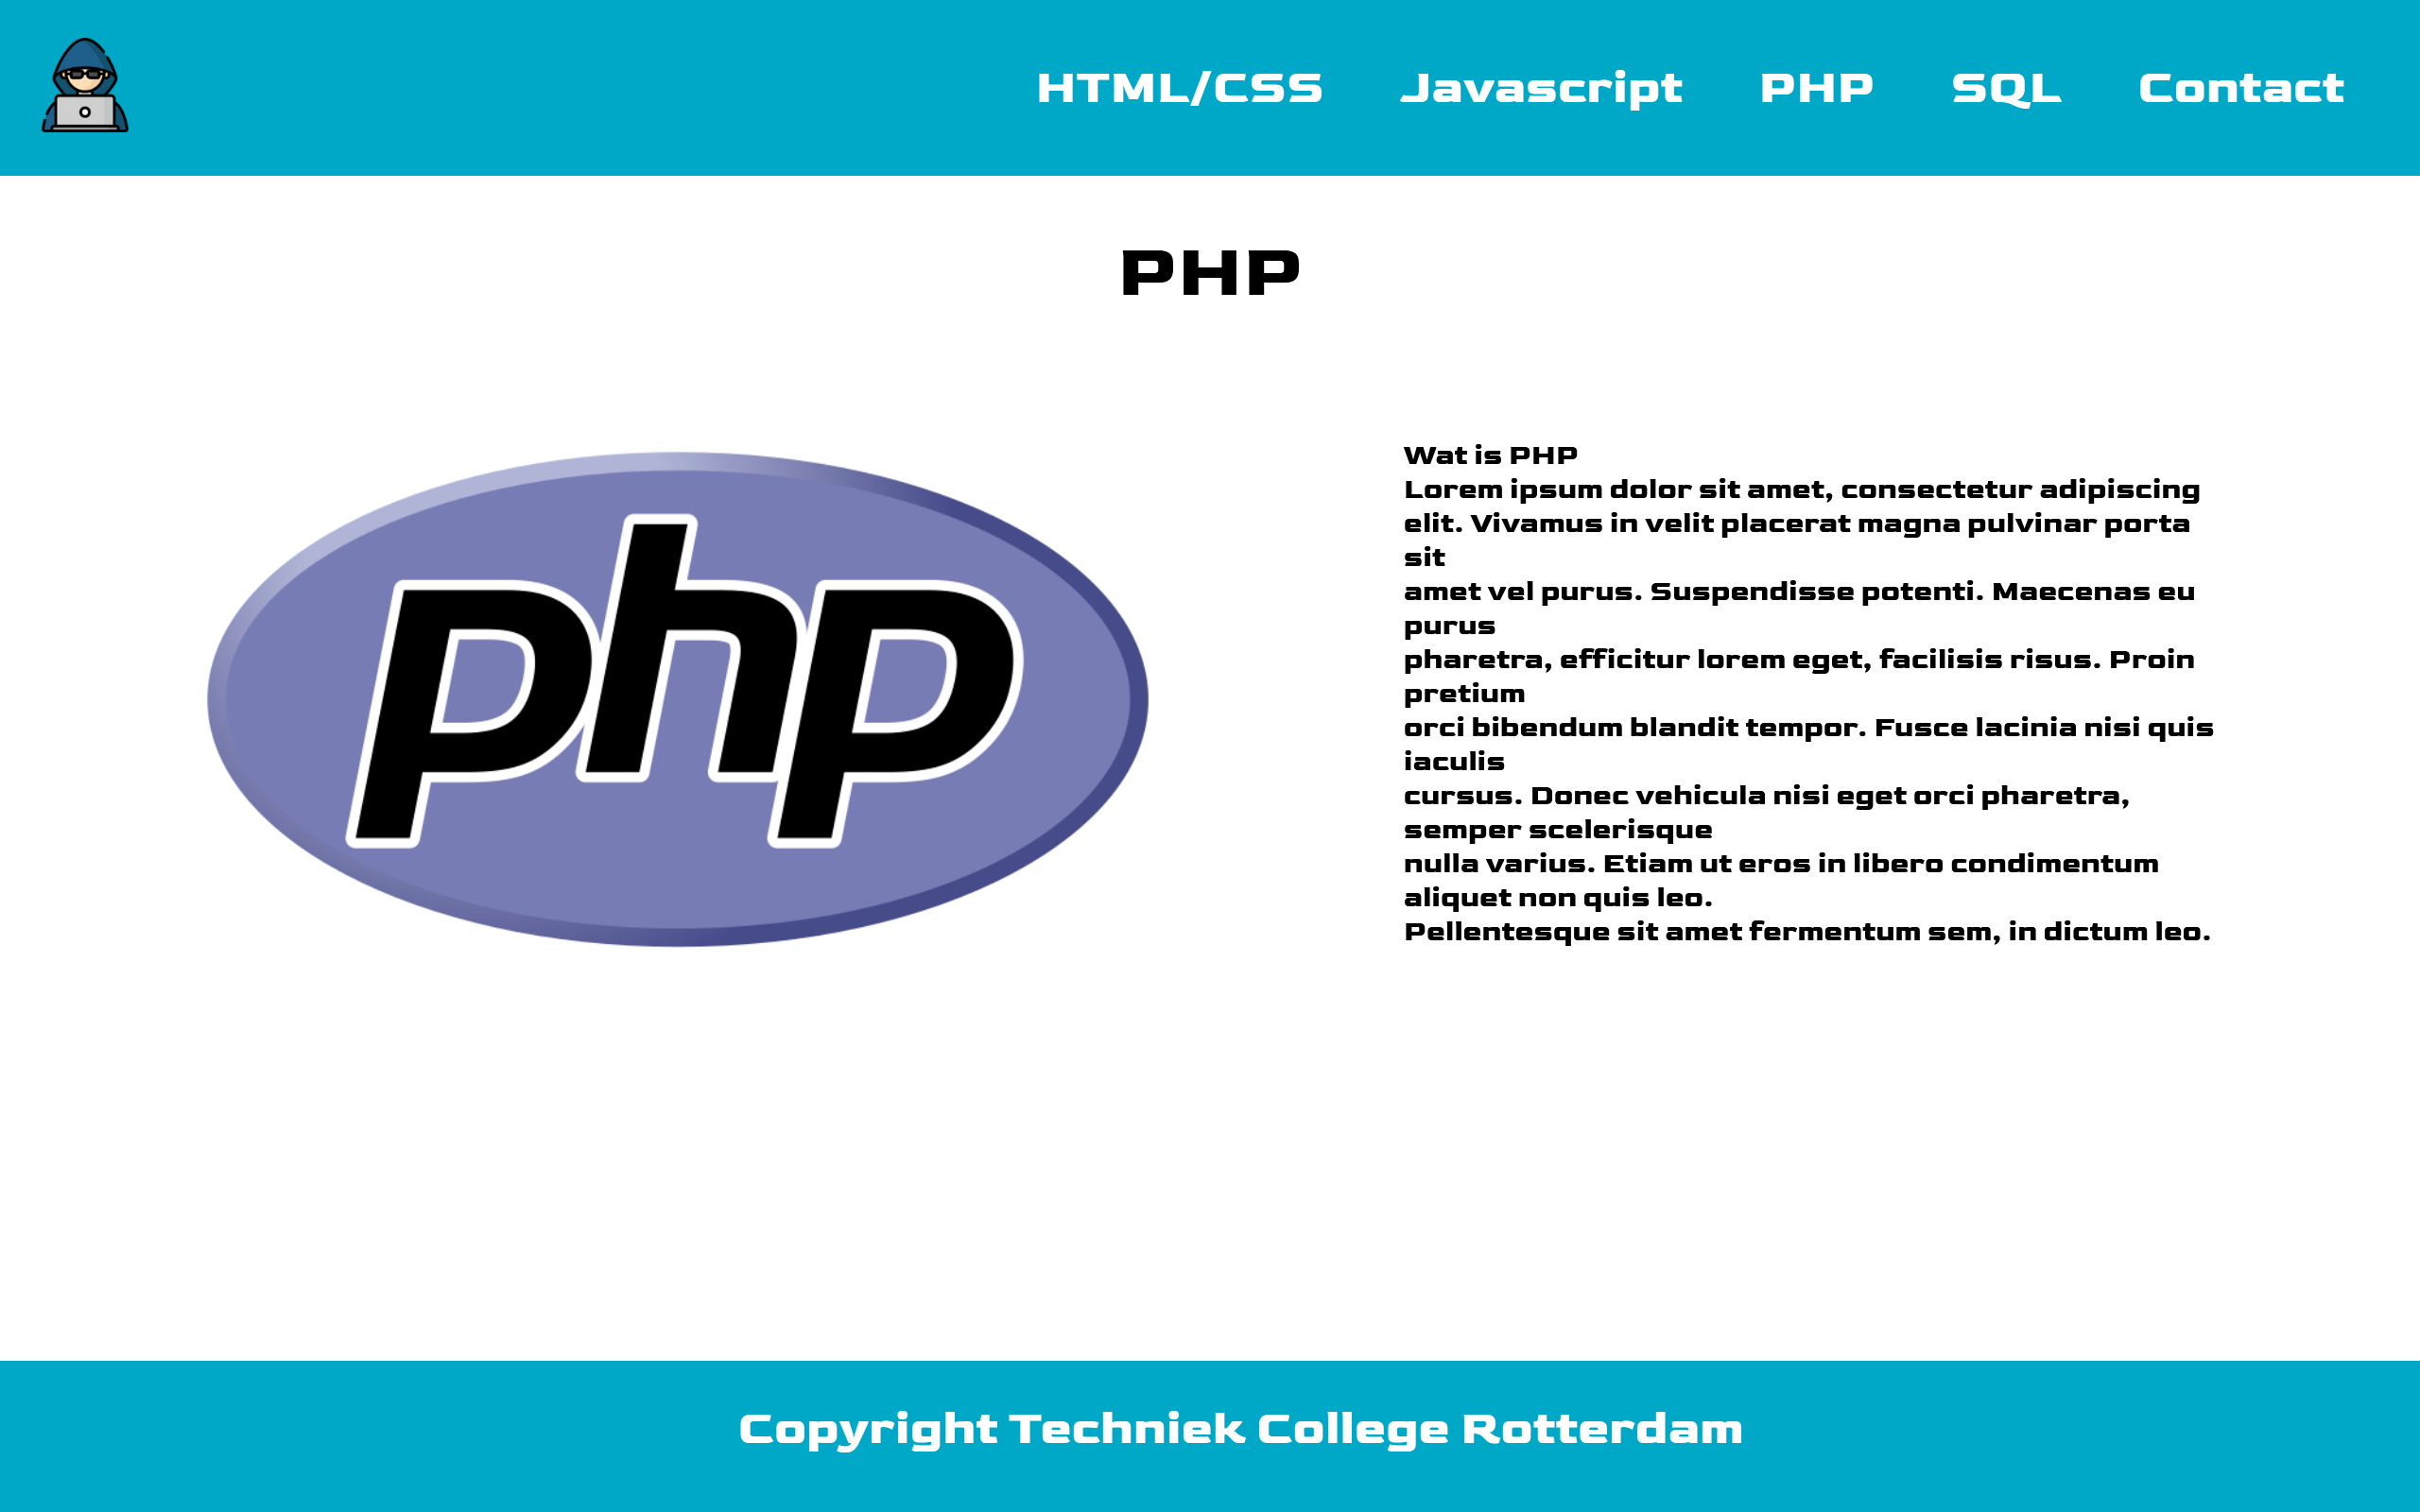 HTML/CSS Javascript PHP SQL Contact
PHP
php
Wat is PHP
Lorem ipsum dolor sit amet, consectetur adipiscing
elit. Vivamus in velit placerat magna pulvinar porta
sit
amet vel purus. Suspendisse potenti. Maecenas eu
purus
pharetra, efficitur lorem eget, facilisis risus. Proin
pretium
orci bibendum blandit tempor. Fusce lacinia nisi quis
iaculis
cursus. Donec vehicula nisi eget orci pharetra,
semper scelerisque
nulla varius. Etiam ut eros in libero condimentum
aliquet non quis leo.
Pellentesque sit amet fermentum sem, in dictum leo.
Copyright Techniek College Rotterdam